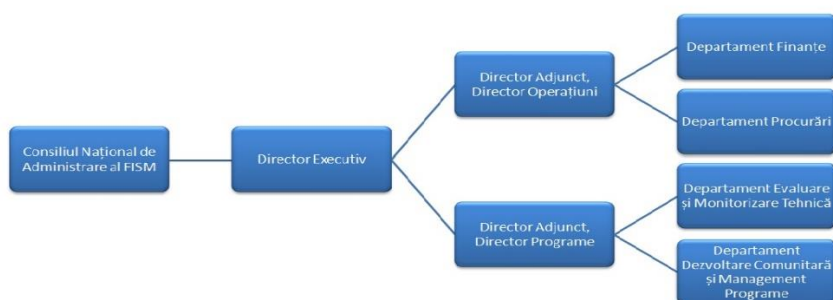 Consiliul Național de
Administrare al FISM
Director Executiv
Director Adjunct,
Director Operațiuni
Departament Finanțe
Departament Procurări
Director Adjunct,
Director Programe
Departament Evaluare
și Monitorizare Tehnică
Departament
Dezvoltare Comunitară
și Management
Programe